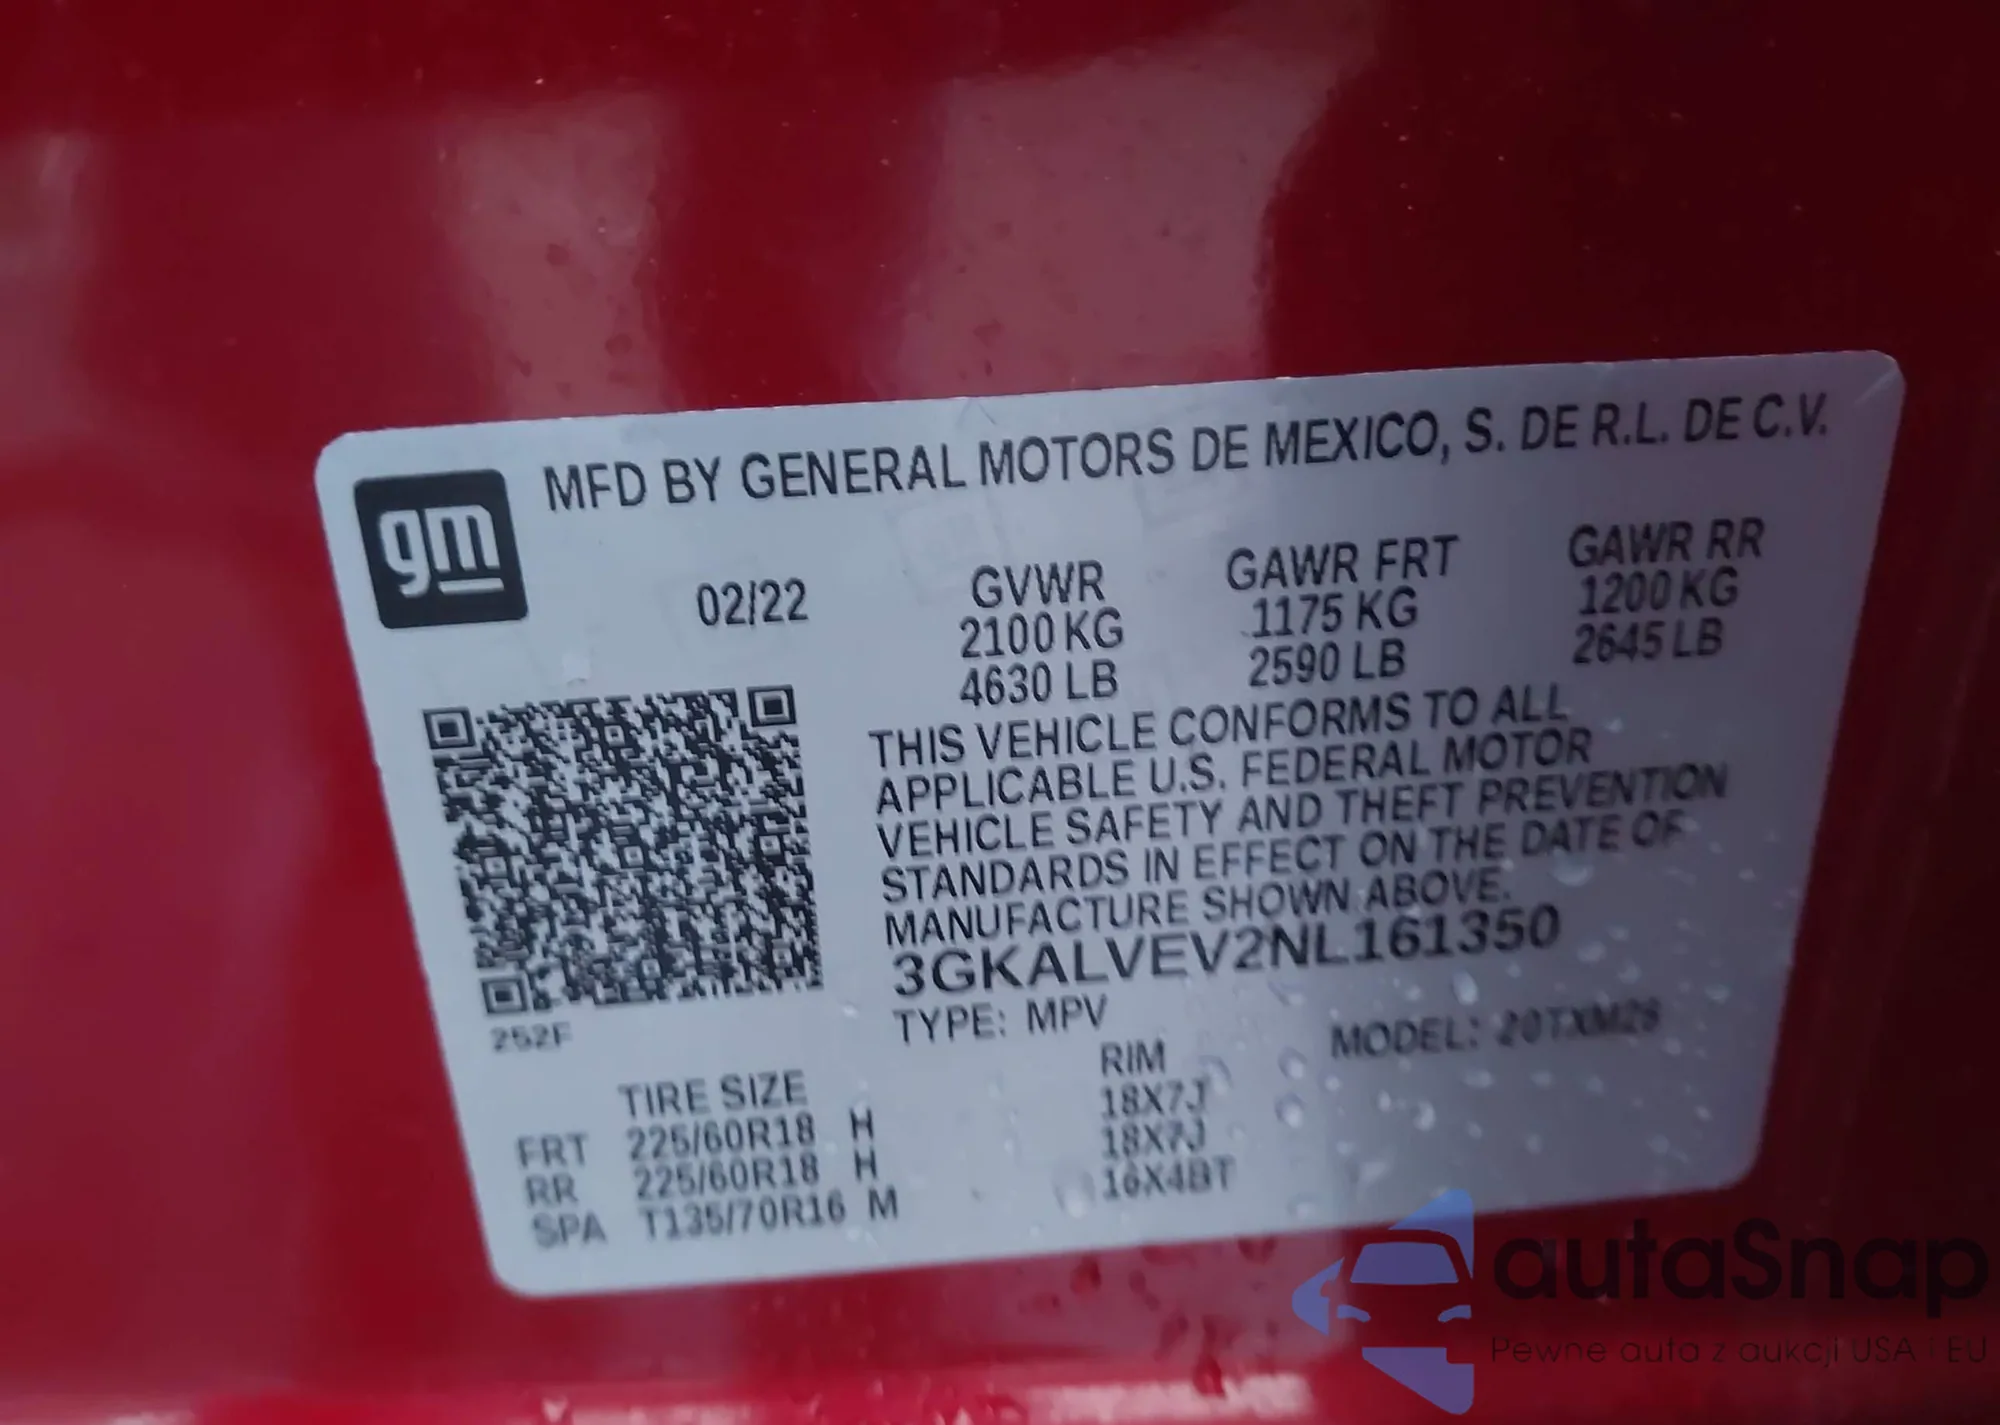 gm
MFD BY GENERAL MOTORS DE MEXICO, S. DE R.L. DE C.V.
02/22
GVWR
2100 KG
4630 LB
GAWR FRT
1175 KG
2590 LB
GAWR RR
1200 KG
2645 LB
THIS VEHICLE CONFORMS TO ALL
APPLICABLE U.S. FEDERAL MOTOR
VEHICLE SAFETY AND THEFT PREVENTION
STANDARDS IN EFFECT ON THE DATE OF
MANUFACTURE SHOWN ABOVE.
3GKALVEV2NL161350
252F
TYPE: MPV
MODEL: 20TXM26
TIRE SIZE RIM
FRT 225/60R18 H 18X7J
RR 225/60R18 H 18X7J
SPA T135/70R16 M 16X4BT
autaSnap
Pewne auta z aukcji USA i EU